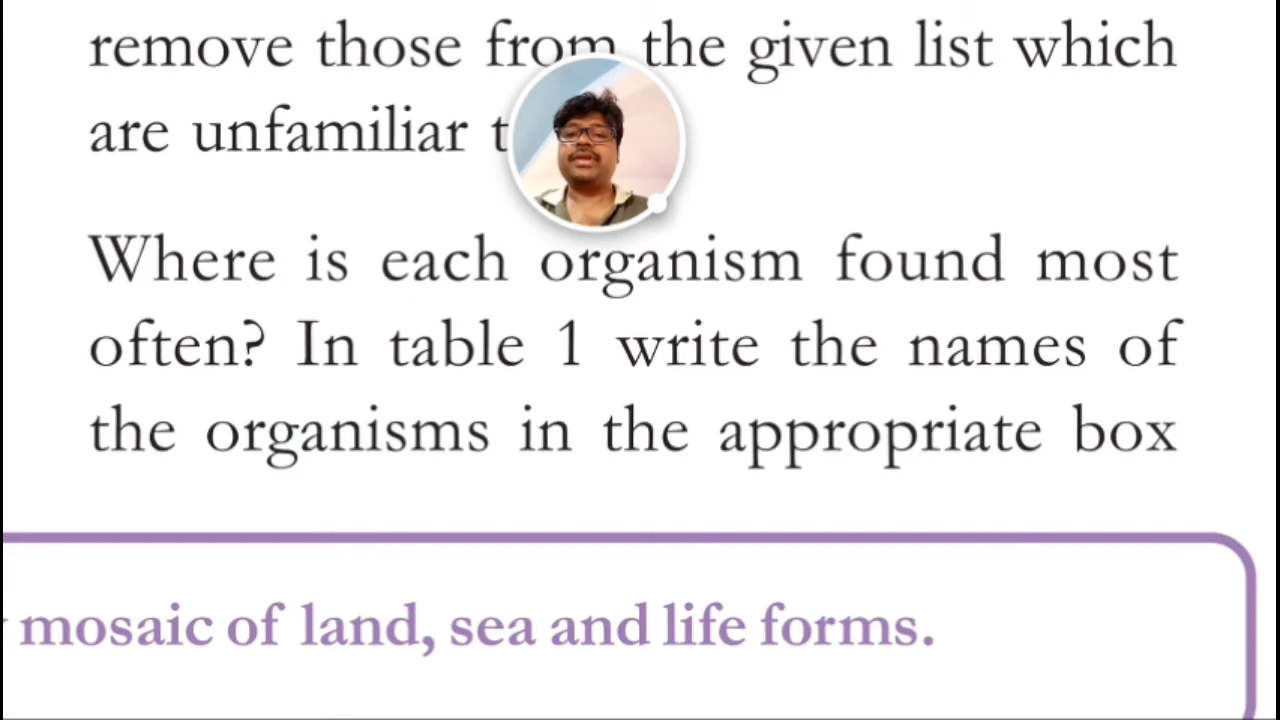 remove those from the given list which
are unfamiliar
Where is each organism found most
often? In table 1 write the names of
the organisms in the appropriate box
mosaic of land, sea and life forms.